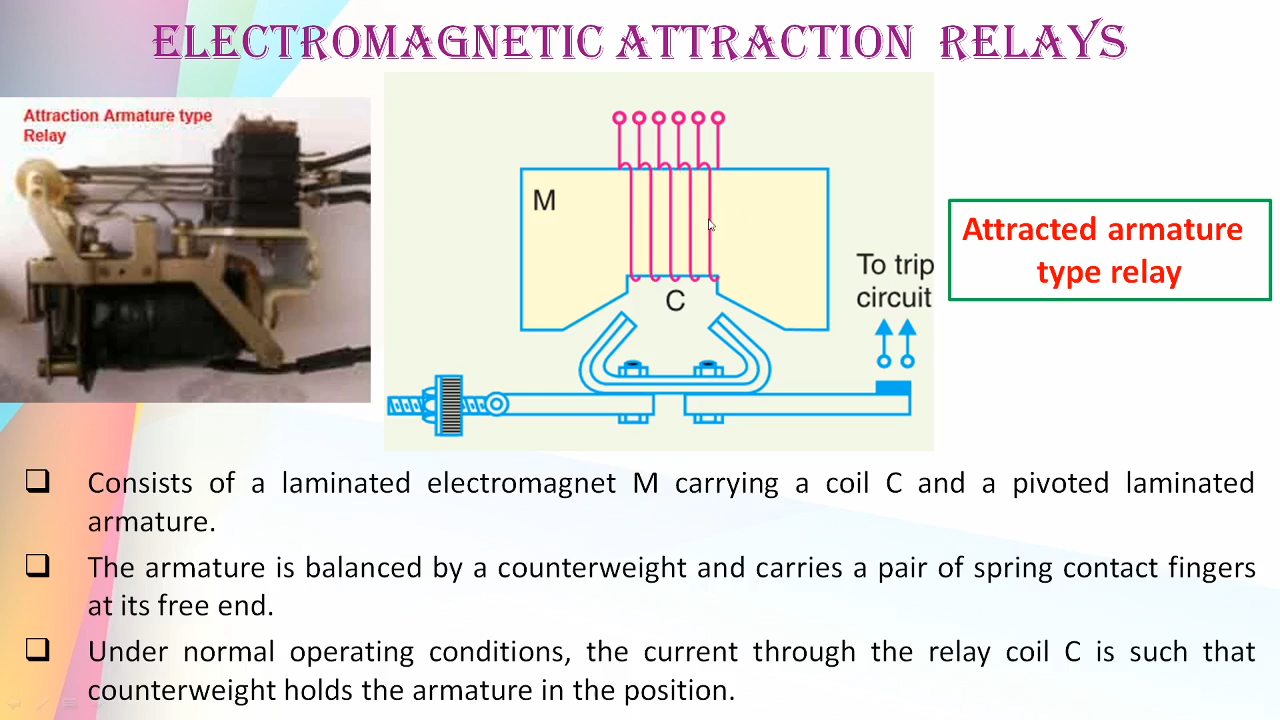 ELECTROMAGNETIC ATTRACTION RELAYS
Attraction Armature type
Relay
M
C
To trip
circuit
Attracted armature
type relay
Consists of a laminated electromagnet M carrying a coil C and a pivoted laminated
armature.
The armature is balanced by a counterweight and carries a pair of spring contact fingers
at its free end.
Under normal operating conditions, the current through the relay coil C is such that
counterweight holds the armature in the position.